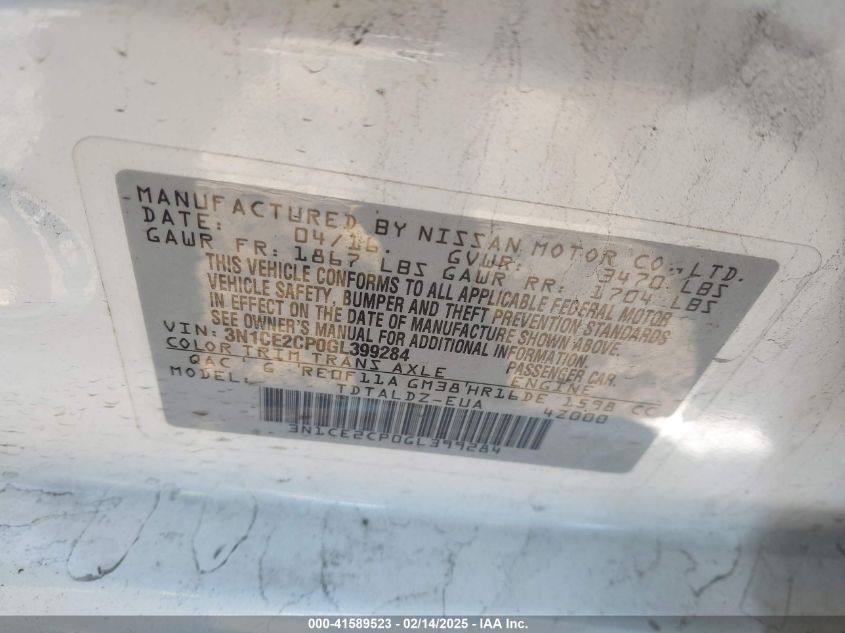 MANUFACTURED BY NISSAN MOTOR CO.,LTD.
DATE: 04/16. GVWR: 3470 LBS
GAWR FR: 1867 LBS GAWR RR: 1704 LBS
THIS VEHICLE CONFORMS TO ALL APPLICABLE FEDERAL MOTOR
VEHICLE SAFETY, BUMPER AND THEFT PREVENTION STANDARDS
IN EFFECT ON THE DATE OF MANUFACTURE SHOWN ABOVE.
SEE OWNER'S MANUAL FOR ADDITIONAL INFORMATION.
VIN: 3N1CE2CP0GL399284 PASSENGER CAR.
COLOR TRIM TRANS AXLE ENGINE
QAC G RE0F11A GM38 HR16DE 1598 CC
MODEL: TDTALDZ-EUA 42000
3N1CE2CP0GL399284
000-41589523 - 02/14/2025 - IAA Inc.